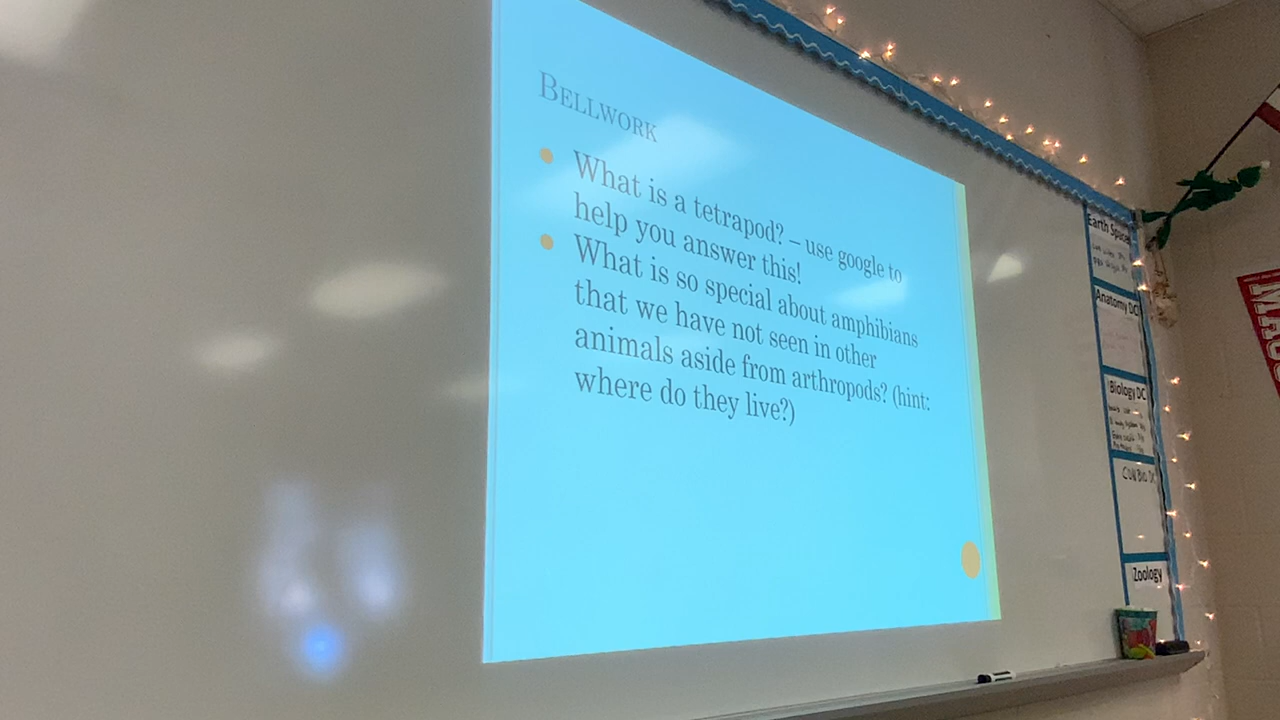 BELLWORK
What is a tetrapod? – use google to
help you answer this!
What is so special about amphibians
that we have not seen in other
animals aside from arthropods? (hint:
where do they live?)
Earth Space
Anatomy DC
Biology DC
Zoology